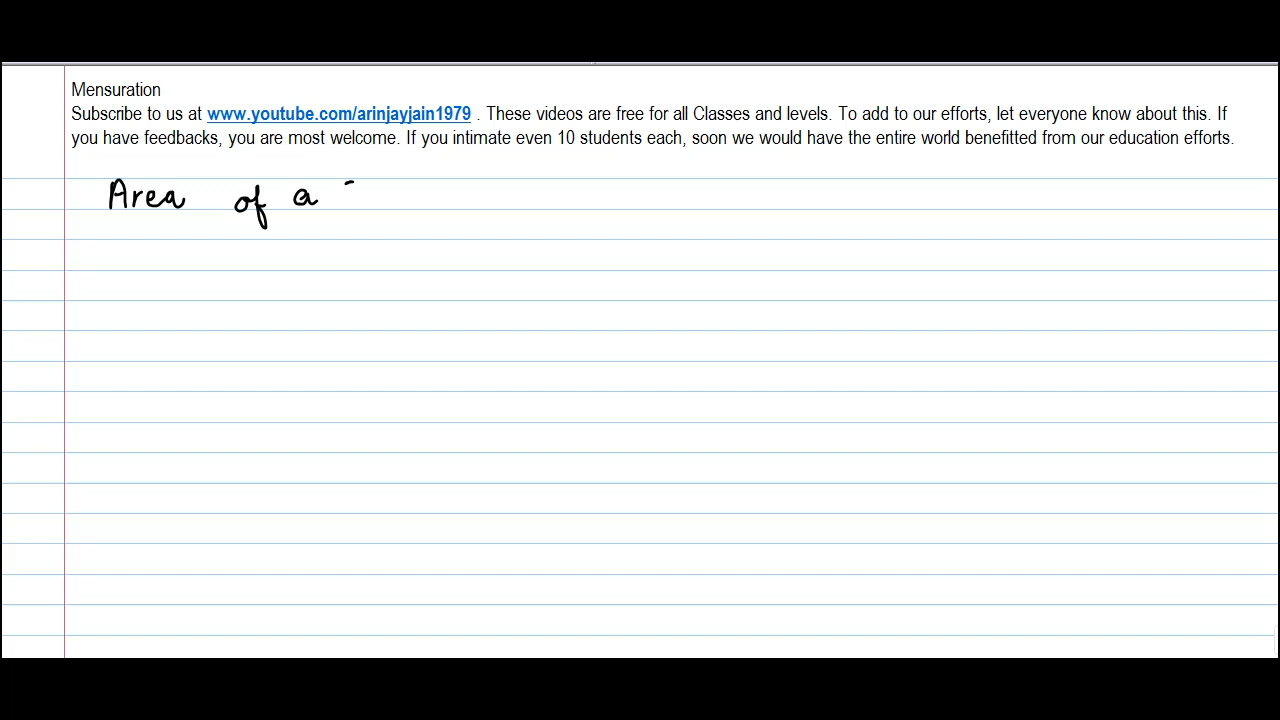 Mensuration
Subscribe to us at www.youtube.com/arinjayjain1979 . These videos are free for all Classes and levels. To add to our efforts, let everyone know about this. If
you have feedbacks, you are most welcome. If you intimate even 10 students each, soon we would have the entire world benefitted from our education efforts.
Area of a